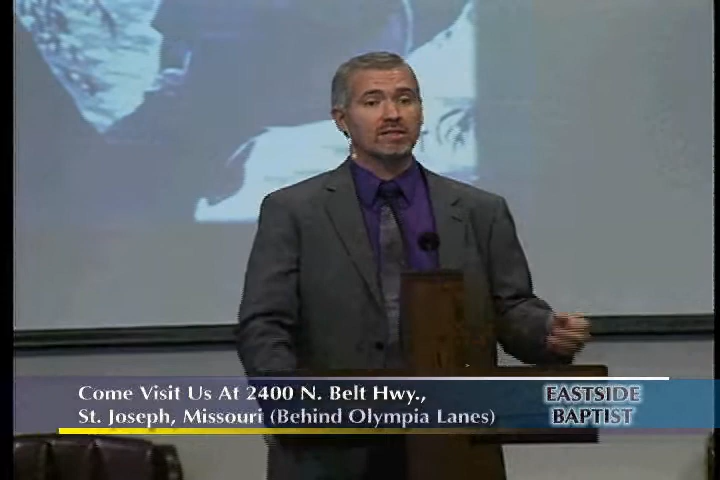 Come Visit Us At 2400 N. Belt Hwy.,
St. Joseph, Missouri (Behind Olympia Lanes)
EASTSIDE
BAPTIST